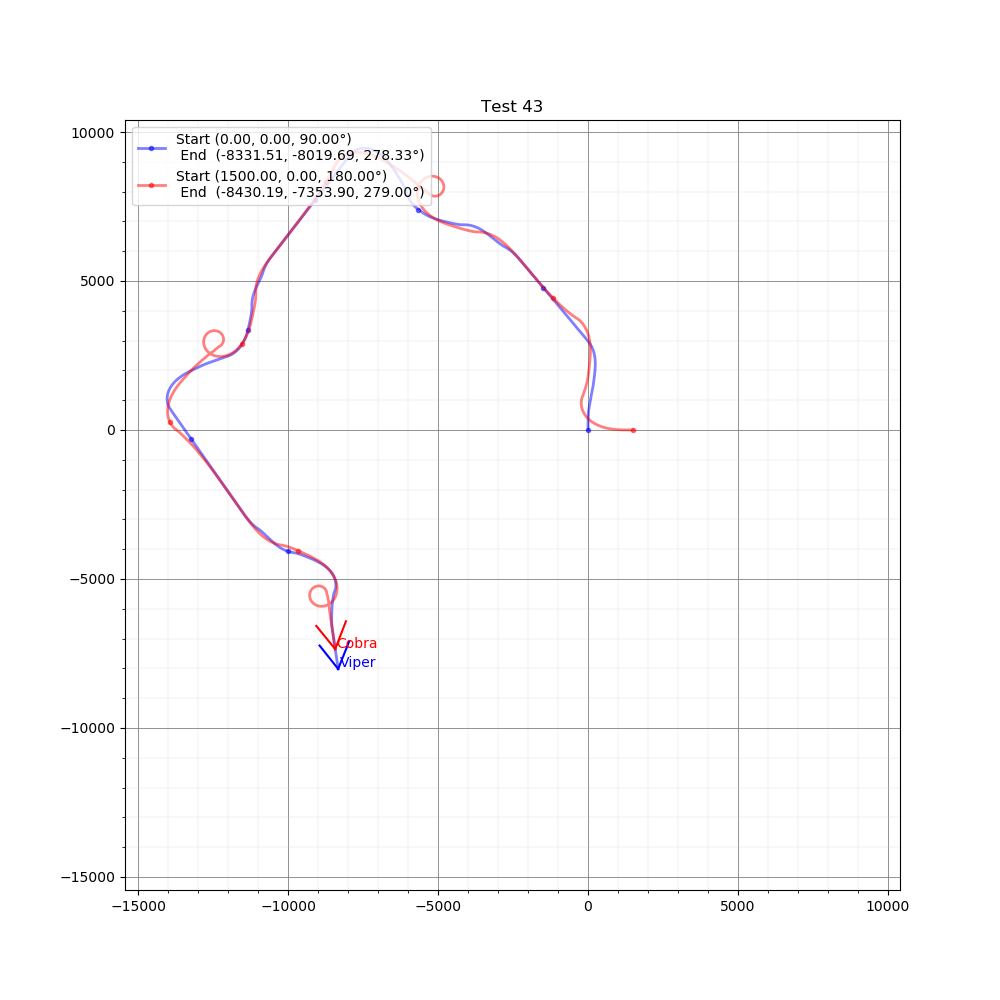 Test 43
Start (0.00, 0.00, 90.00°)
End (-8331.51, -8019.69, 278.33°)
Start (1500.00, 0.00, 180.00°)
End (-8430.19, -7353.90, 279.00°)
10000
5000
0
−5000
−10000
−15000
Cobra
Viper
−15000 −10000 −5000 0 5000 10000